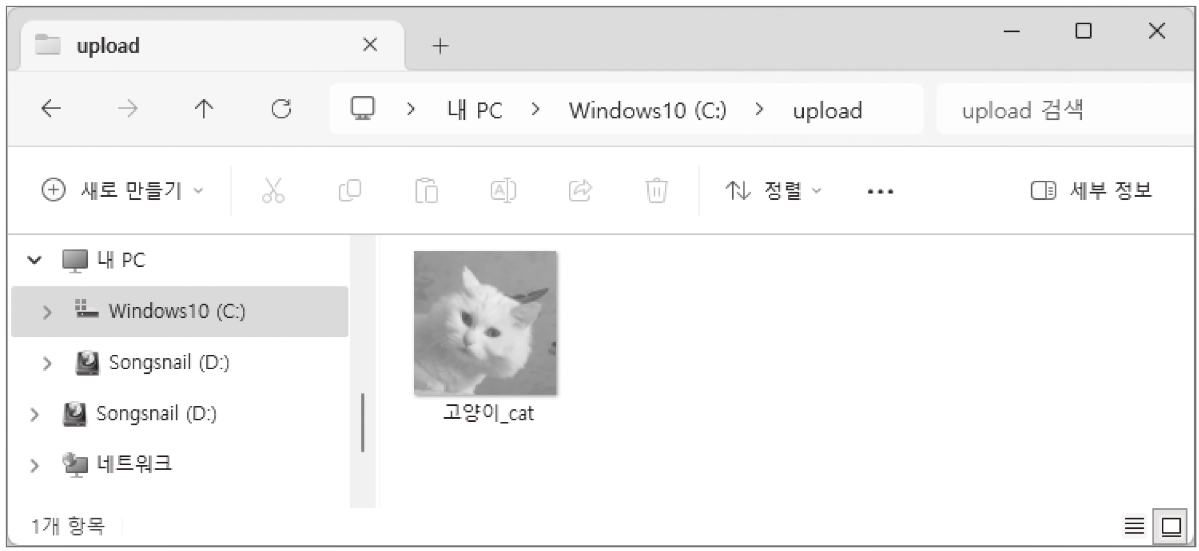 upload
내 PC > Windows10 (C:) > upload
upload 검색
새로 만들기
정렬
세부 정보
내 PC
Windows10 (C:)
Songsnail (D:)
Songsnail (D:)
네트워크
고양이_cat
1개 항목